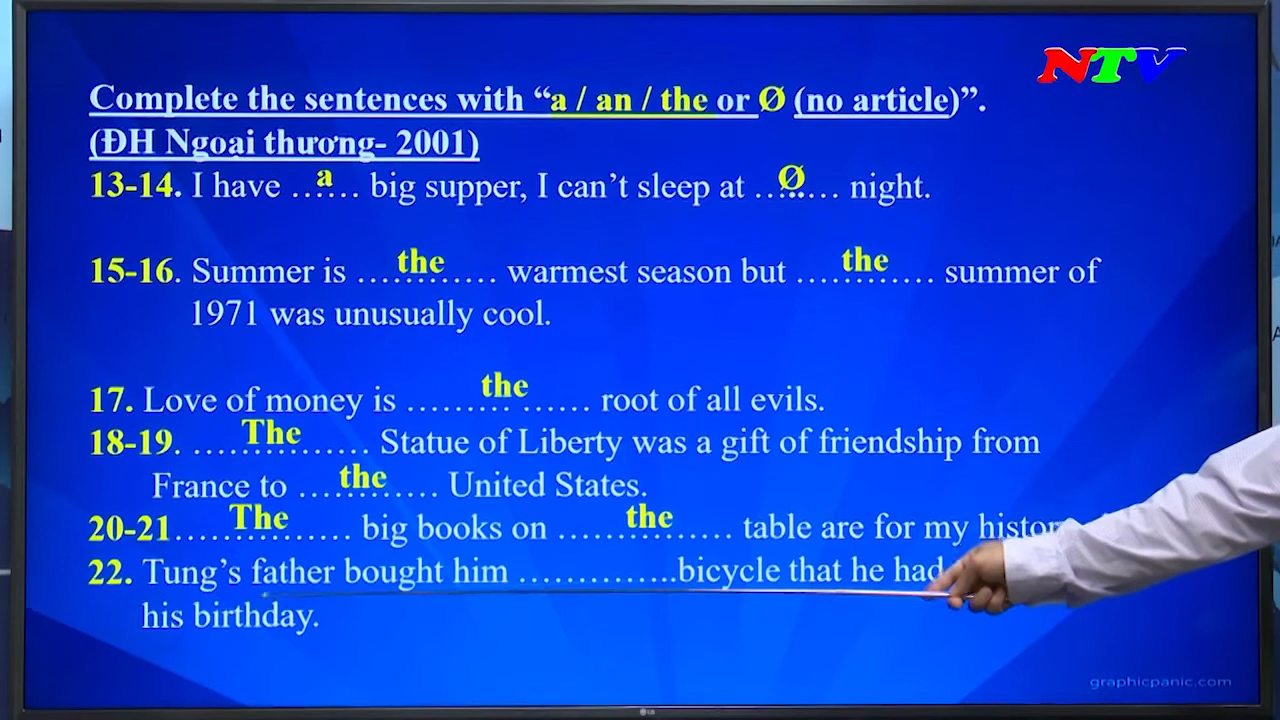 NTV
Complete the sentences with “a / an / the or Ø (no article)”.
(ĐH Ngoại thương- 2001)
13-14. I have ...a... big supper, I can’t sleep at ...Ø... night.
15-16. Summer is .....the..... warmest season but .....the..... summer of
1971 was unusually cool.
17. Love of money is .........the...... root of all evils.
18-19. ......The...... Statue of Liberty was a gift of friendship from
France to .....the..... United States.
20-21......The...... big books on ......the...... table are for my
22. Tung’s father bought him …………..bicycle that he had
his birthday.
graphicpanic.com
LG